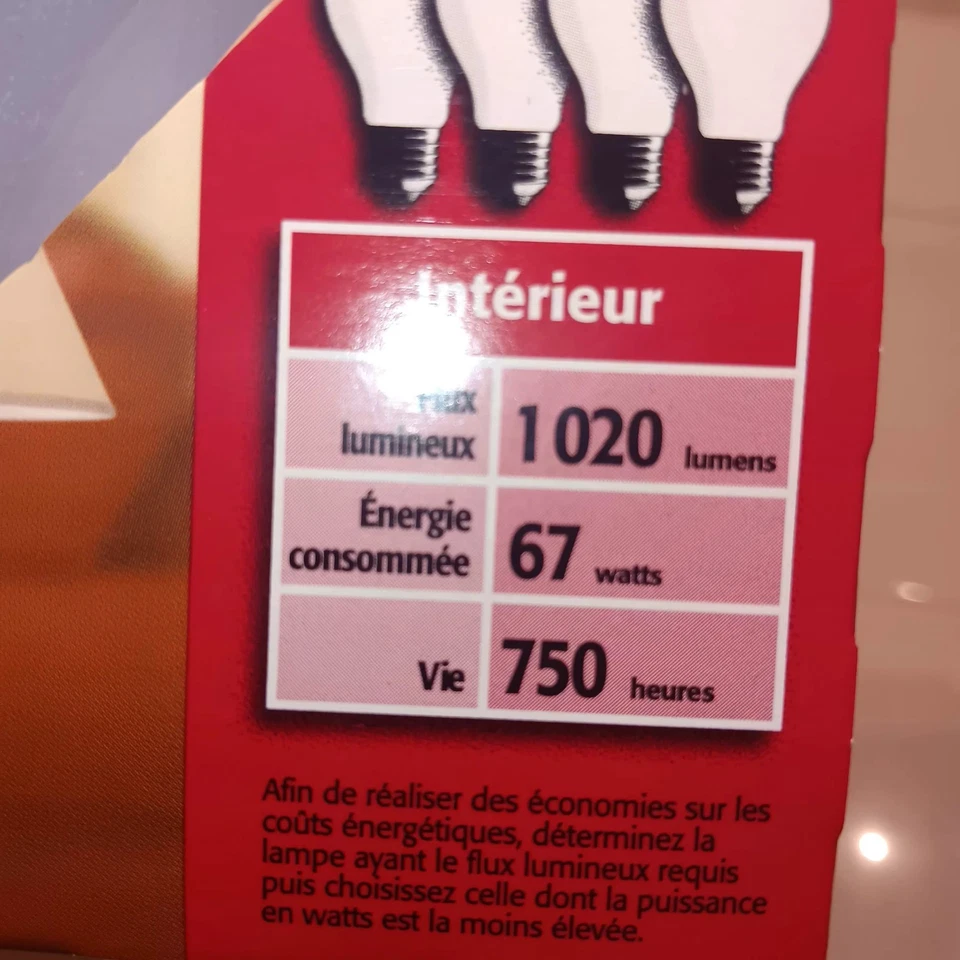 Intérieur
Flux
lumineux
1 020 lumens
Énergie
consommée
67 watts
Vie
750 heures
Afin de réaliser des économies sur les
coûts énergétiques, déterminez la
lampe ayant le flux lumineux requis
puis choisissez celle dont la puissance
en watts est la moins élevée.